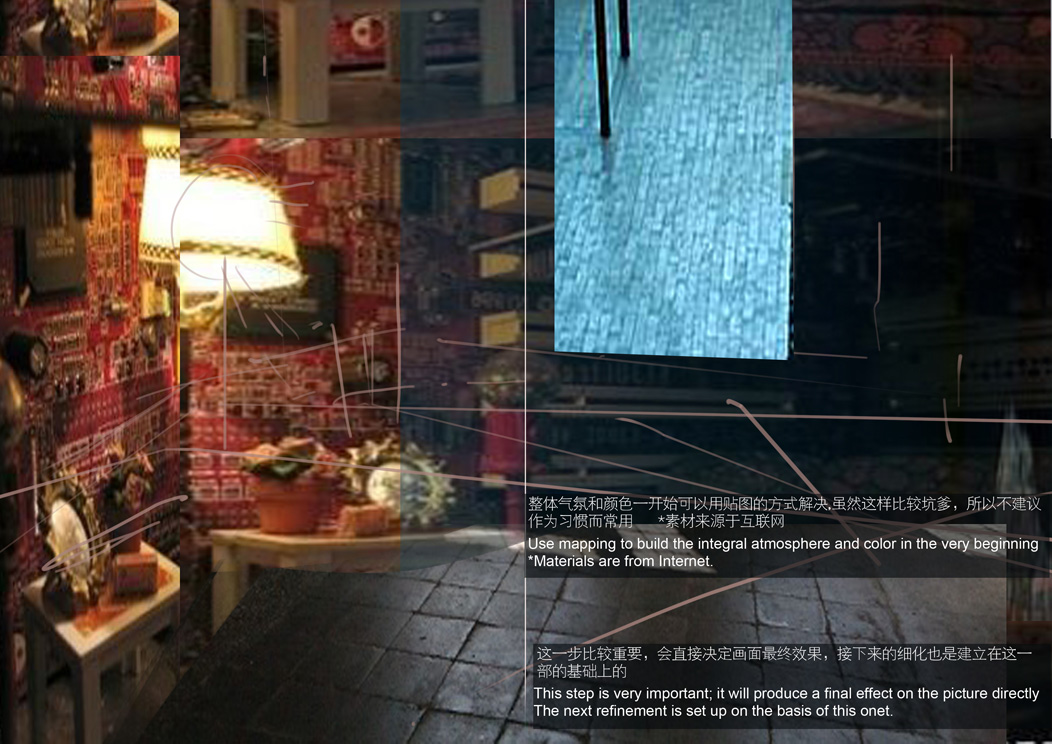 整体气氛和颜色一开始可以用贴图的方式解决,虽然这样比较坑爹，所以不建议
作为习惯而常用 *素材来源于互联网
Use mapping to build the integral atmosphere and color in the very beginning
*Materials are from Internet.
这一步比较重要，会直接决定画面最终效果，接下来的细化也是建立在这一
部的基础上的
This step is very important; it will produce a final effect on the picture directly
The next refinement is set up on the basis of this onet.